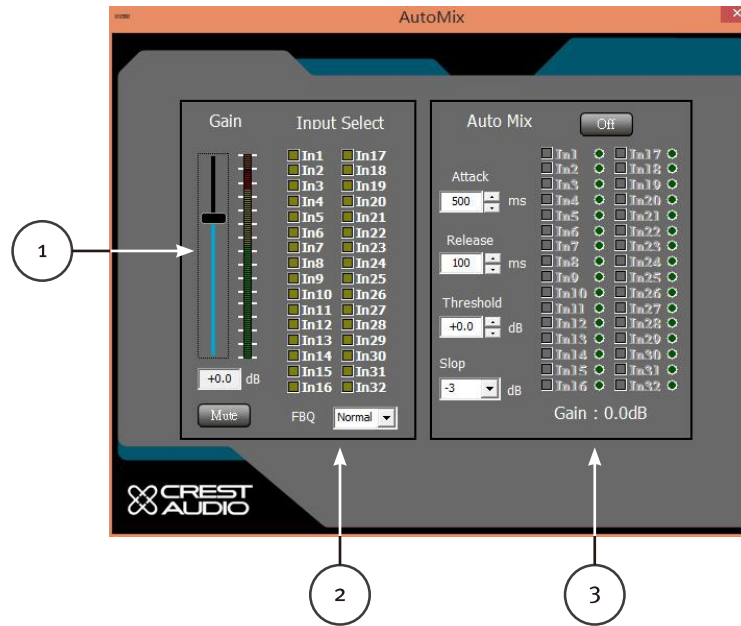 AutoMix
Gain
Input Select
In1 In17
In2 In18
In3 In19
In4 In20
In5 In21
In6 In22
In7 In23
In8 In24
In9 In25
In10 In26
In11 In27
In12 In28
In13 In29
In14 In30
In15 In31
In16 In32
+0.0 dB
Mute
FBQ Normal
Auto Mix Off
Attack
500 ms
Release
100 ms
Threshold
+0.0 dB
Slop
-3 dB
In1 In17
In2 In18
In3 In19
In4 In20
In5 In21
In6 In22
In7 In23
In8 In24
In9 In25
In10 In26
In11 In27
In12 In28
In13 In29
In14 In30
In15 In31
In16 In32
Gain : 0.0dB
CREST
AUDIO
1
2
3